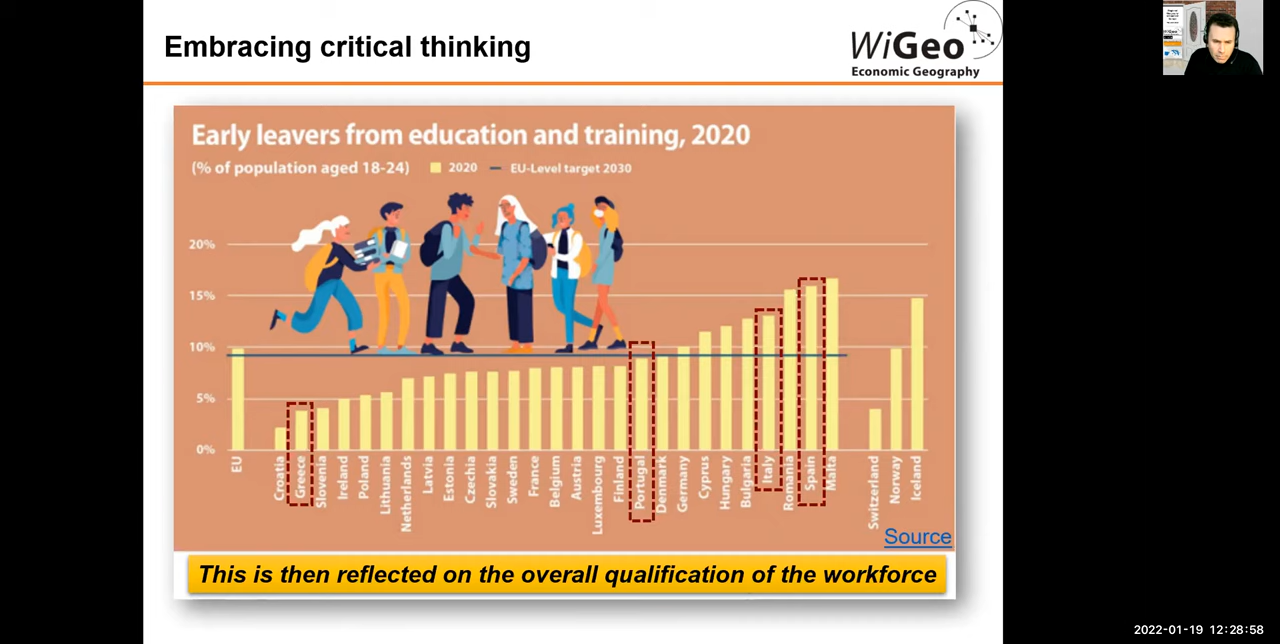 Embracing critical thinking
WiGeo
Economic Geography
Early leavers from education and training, 2020
(% of population aged 18-24)
2020
EU-Level target 2030
20%
15%
10%
5%
0%
EU
Croatia
Greece
Slovenia
Ireland
Poland
Lithuania
Netherlands
Latvia
Estonia
Czechia
Slovakia
Sweden
France
Belgium
Austria
Luxembourg
Finland
Portugal
Denmark
Germany
Cyprus
Hungary
Bulgaria
Italy
Romania
Spain
Malta
Switzerland
Norway
Iceland
Source
This is then reflected on the overall qualification of the workforce
2022-01-19 12:28:58